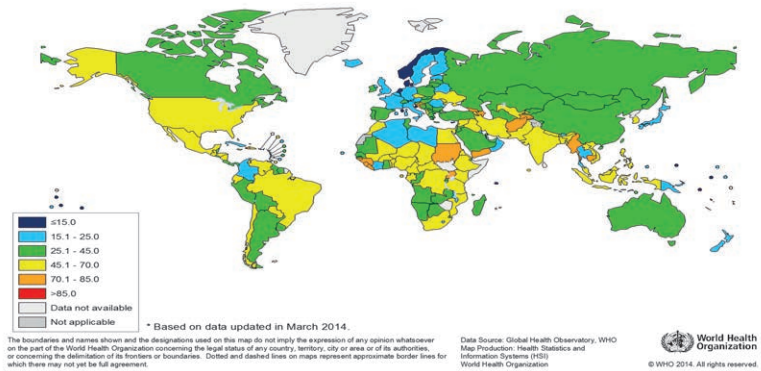 ≤15.0
15.1 - 25.0
25.1 - 45.0
45.1 - 70.0
70.1 - 85.0
>85.0
Data not available
Not applicable
* Based on data updated in March 2014.
The boundaries and names shown and the designations used on this map do not imply the expression of any opinion whatsoever
on the part of the World Health Organization concerning the legal status of any country, territory, city or area or of its authorities,
or concerning the delimitation of its frontiers or boundaries. Dotted and dashed lines on maps represent approximate border lines for
which there may not yet be full agreement.
Data Source: Global Health Observatory, WHO
Map Production: Health Statistics and
Information Systems (HSI)
World Health Organization
World Health
Organization
© WHO 2014. All rights reserved.